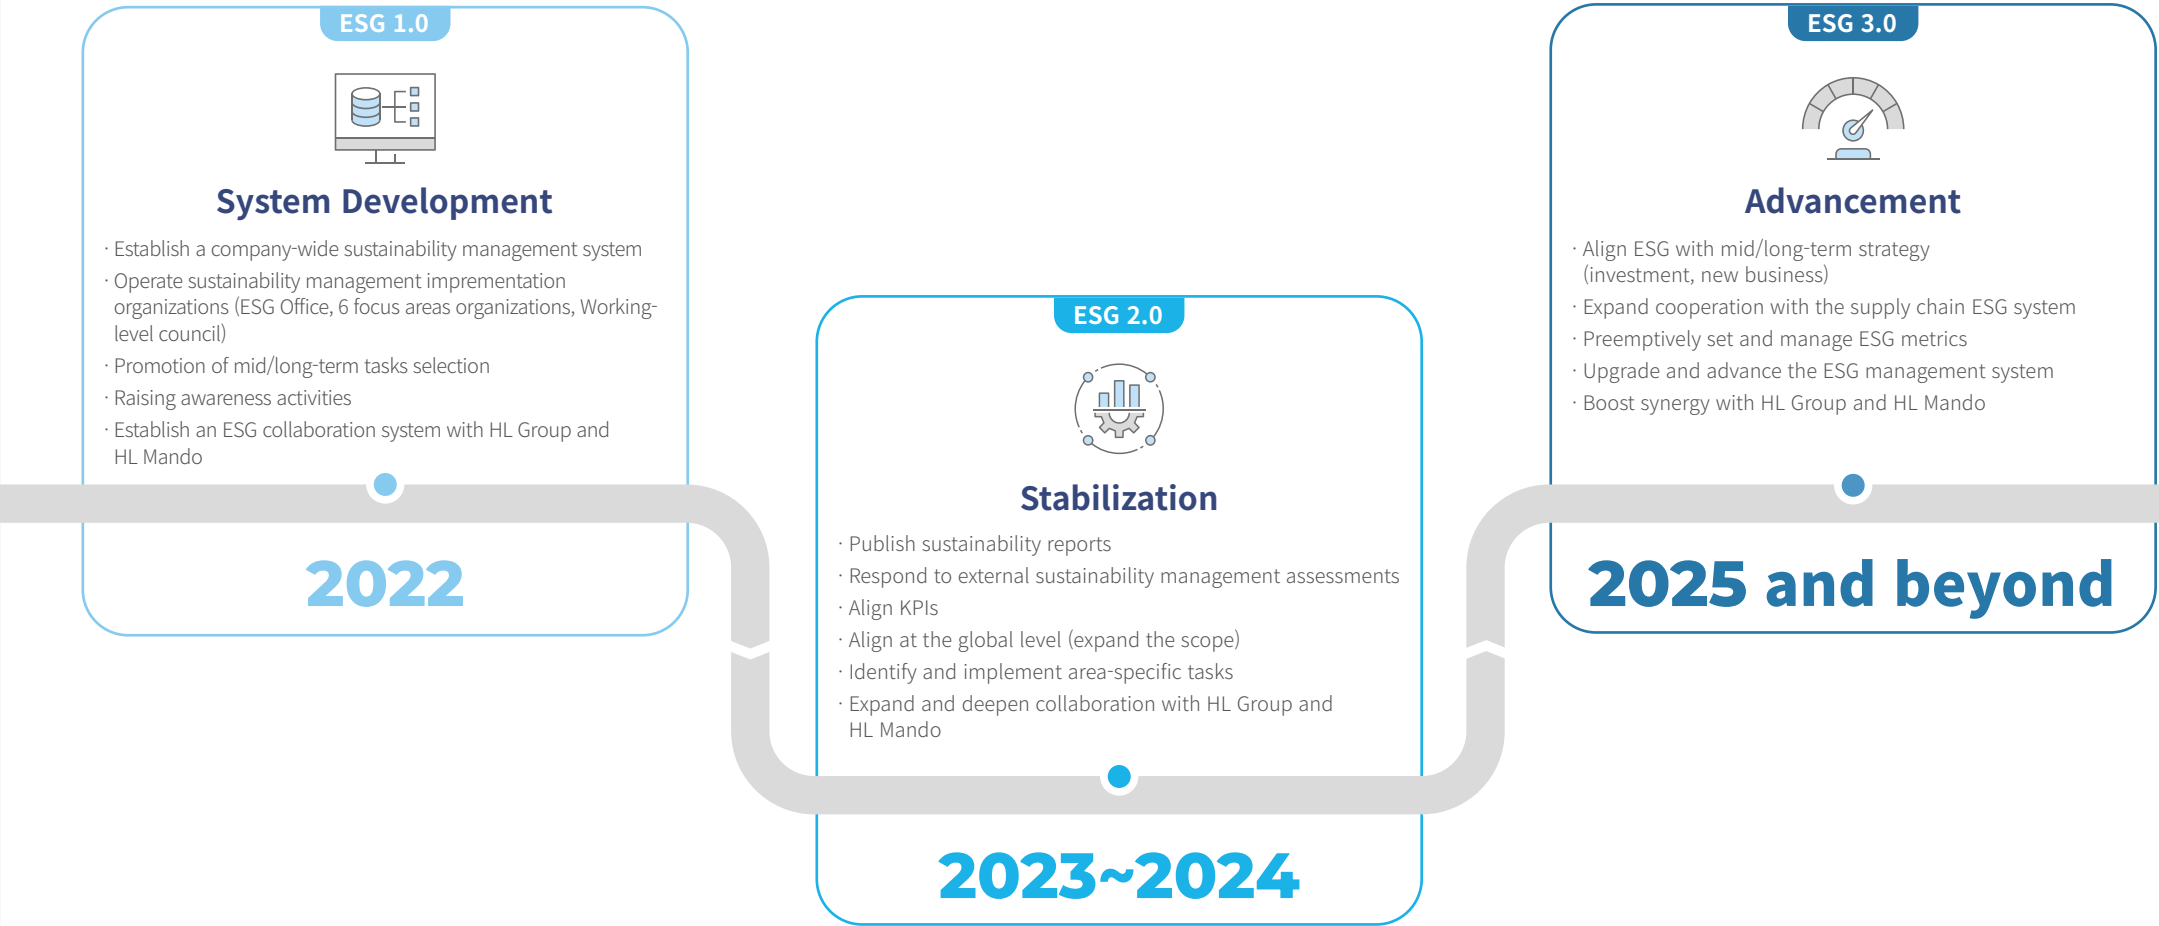 ESG 1.0
System Development
· Establish a company-wide sustainability management system
· Operate sustainability management imprementation
organizations (ESG Office, 6 focus areas organizations, Working-
level council)
· Promotion of mid/long-term tasks selection
· Raising awareness activities
· Establish an ESG collaboration system with HL Group and
HL Mando
2022
ESG 2.0
Stabilization
· Publish sustainability reports
· Respond to external sustainability management assessments
· Align KPIs
· Align at the global level (expand the scope)
· Identify and implement area-specific tasks
· Expand and deepen collaboration with HL Group and
HL Mando
2023~2024
ESG 3.0
Advancement
· Align ESG with mid/long-term strategy
(investment, new business)
· Expand cooperation with the supply chain ESG system
· Preemptively set and manage ESG metrics
· Upgrade and advance the ESG management system
· Boost synergy with HL Group and HL Mando
2025 and beyond